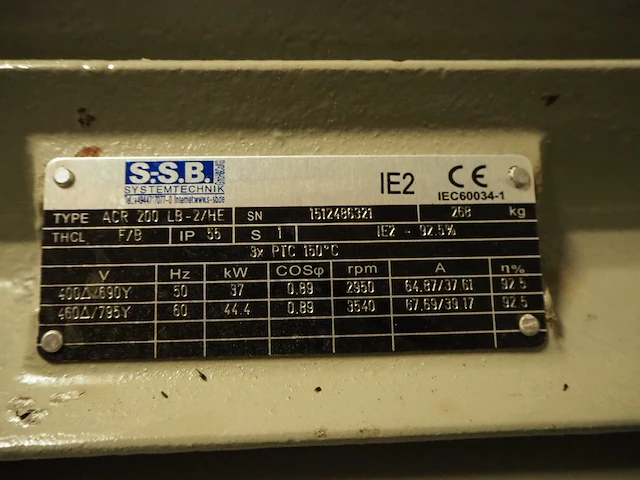 S-S.B.
SYSTEMTECHNIK
IE2 CE
IEC60034-1
TYPE ACR 200 LB-2/HE SN 1512486321 268 kg
THCL F/B IP 55 S 1 IE2 - 92.5%
3x PTC 150°C
V Hz kW COSφ rpm A η%
400Δ/690Y 50 37 0.89 2950 64.87/37.61 92.5
460Δ/795Y 60 44.4 0.89 3540 67.59/39.17 92.5